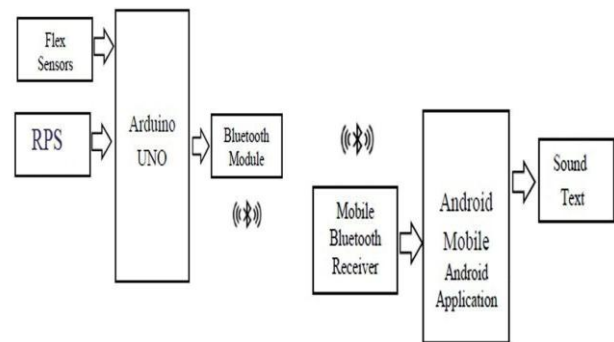 Flex
Sensors
RPS
Arduino
UNO
Bluetooth
Module
Mobile
Bluetooth
Receiver
Android
Mobile
Android
Application
Sound
Text